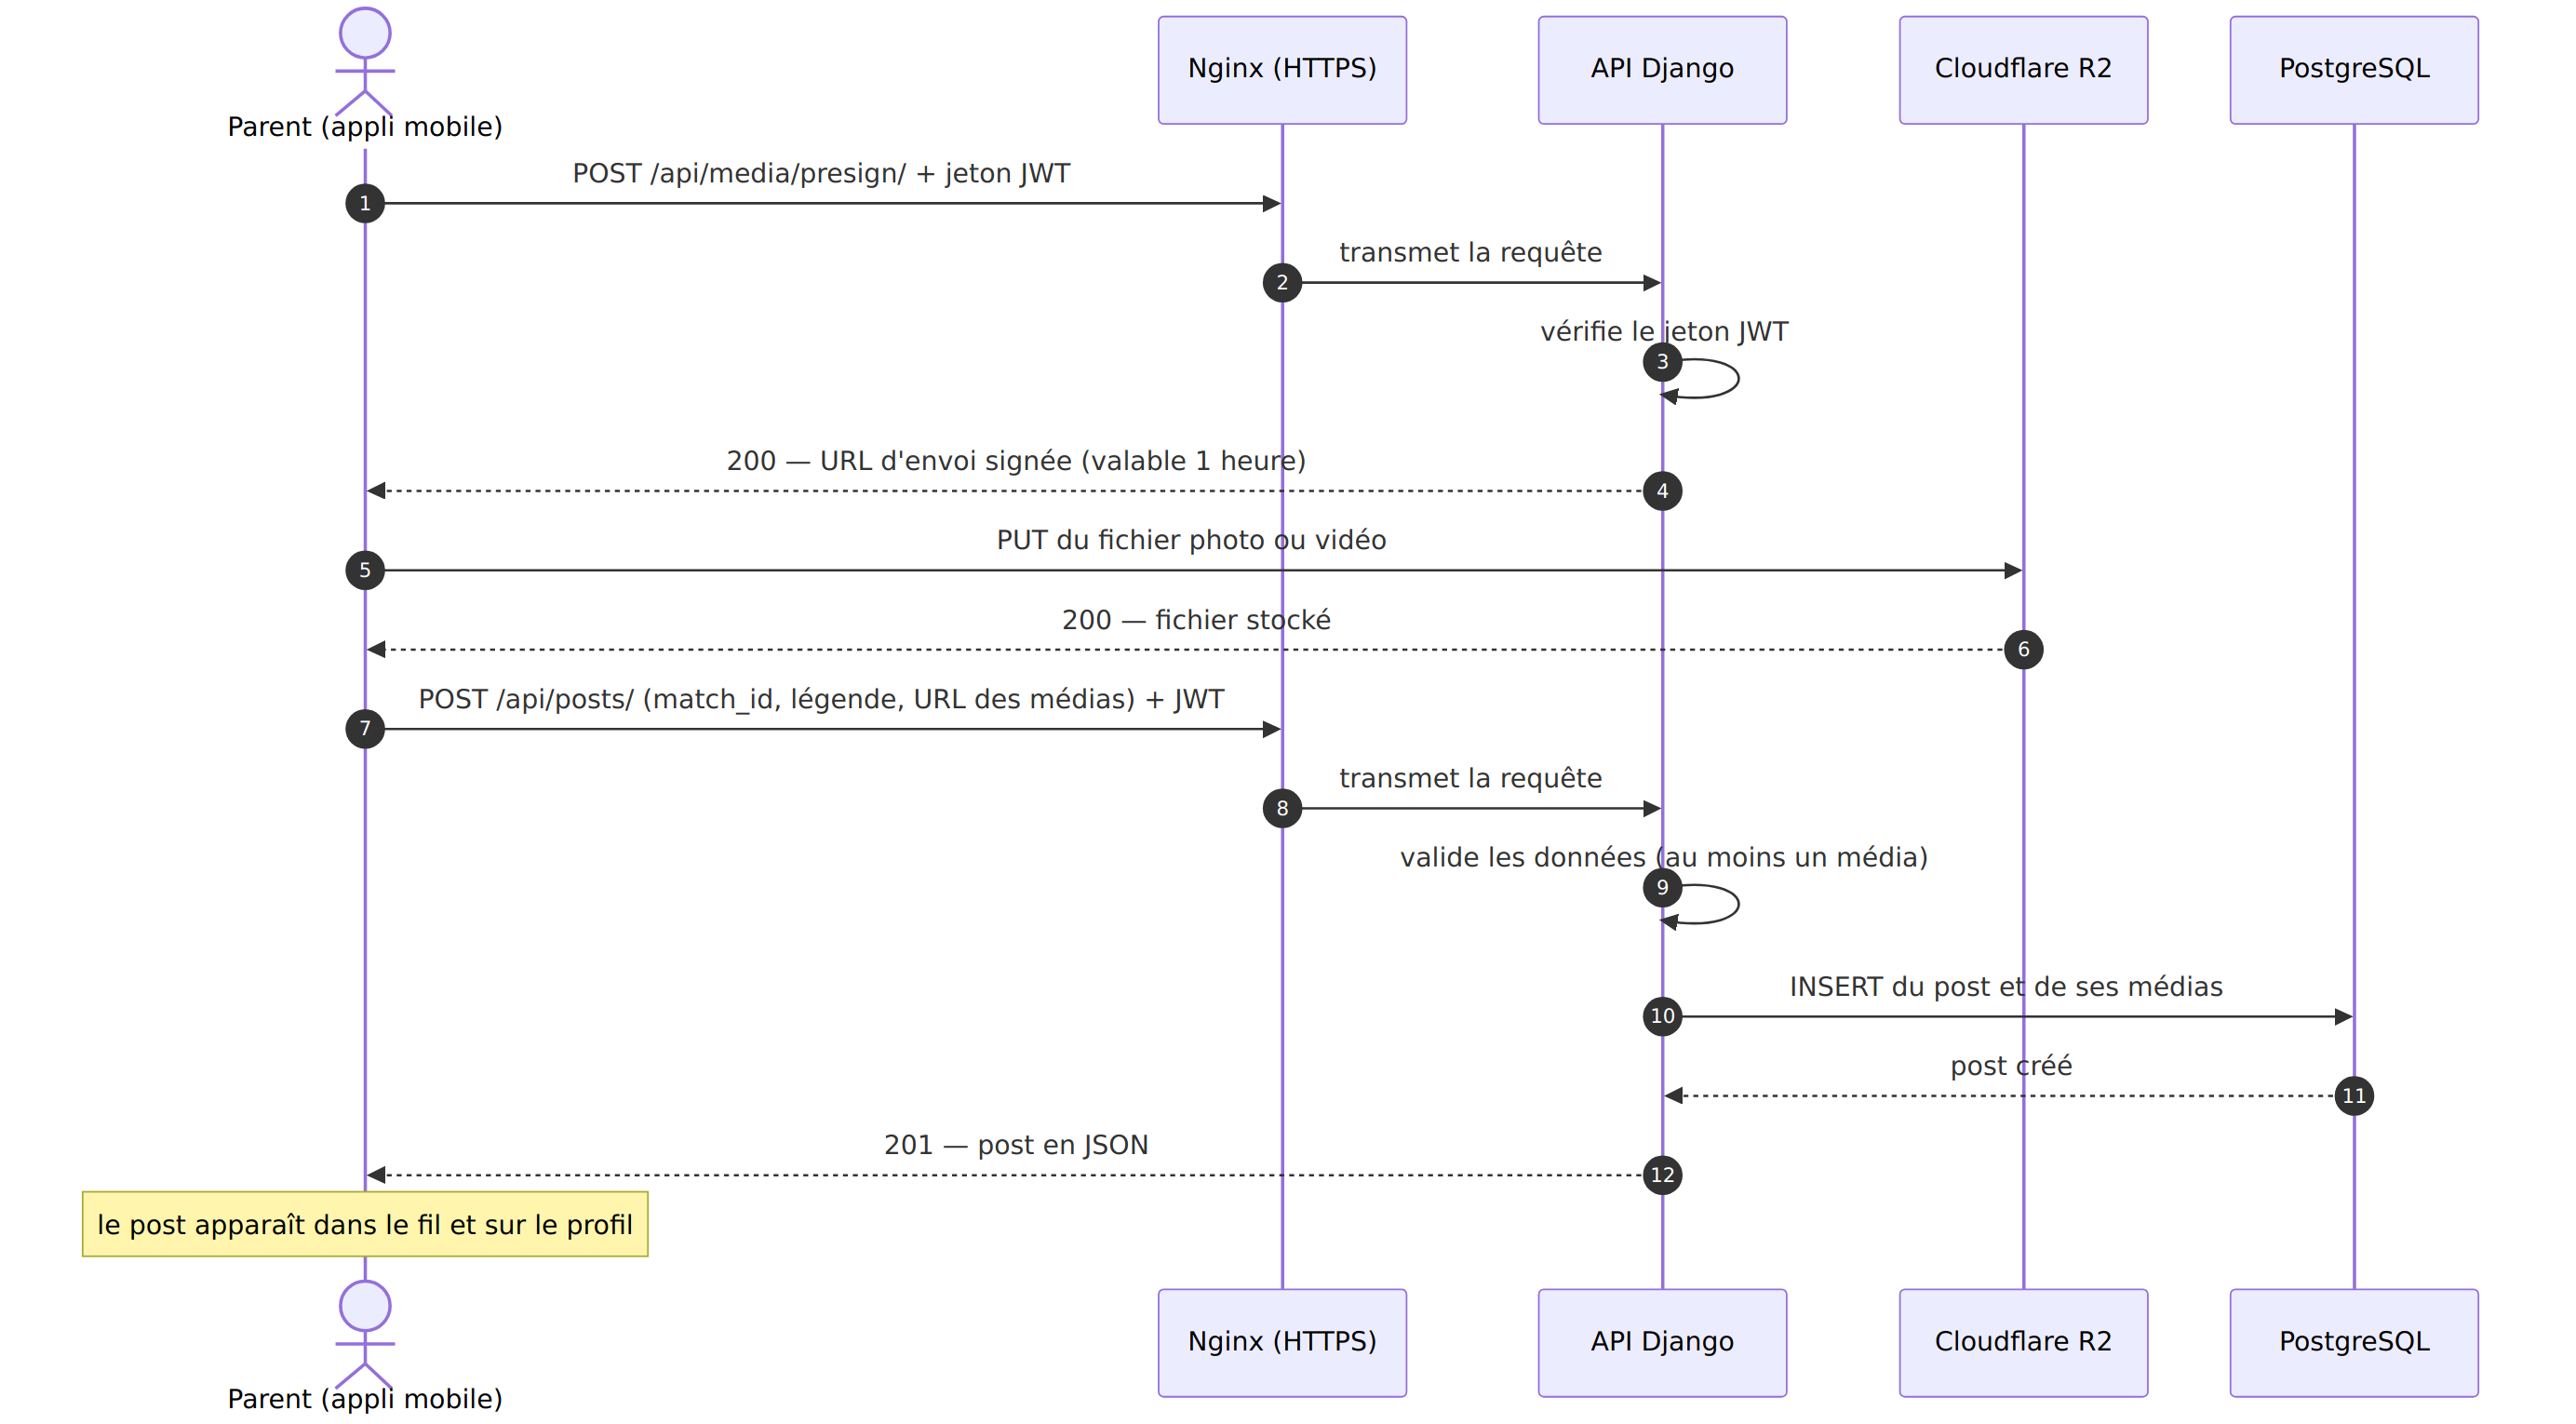 Nginx (HTTPS)
API Django
Cloudflare R2
PostgreSQL
Parent (appli mobile)
POST /api/media/presign/ + jeton JWT
1
transmet la requête
2
vérifie le jeton JWT
3
200 — URL d'envoi signée (valable 1 heure)
4
PUT du fichier photo ou vidéo
5
200 — fichier stocké
6
POST /api/posts/ (match_id, légende, URL des médias) + JWT
7
transmet la requête
8
valide les données (au moins un média)
9
INSERT du post et de ses médias
10
post créé
11
201 — post en JSON
12
le post apparaît dans le fil et sur le profil
Nginx (HTTPS)
API Django
Cloudflare R2
PostgreSQL
Parent (appli mobile)